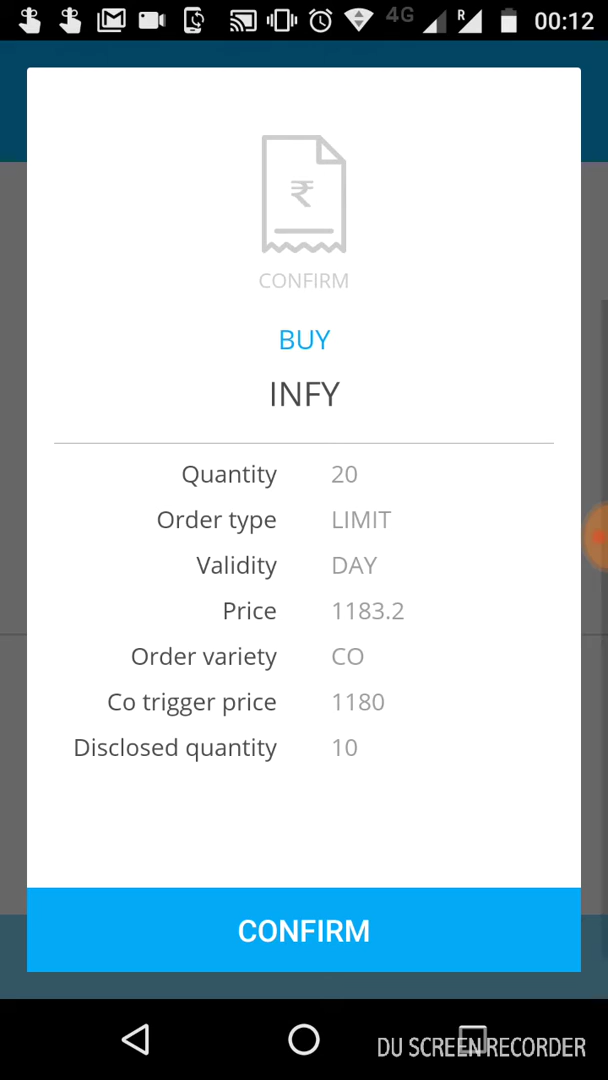 4G
R
00:12
₹
CONFIRM
BUY
INFY
Quantity 20
Order type LIMIT
Validity DAY
Price 1183.2
Order variety CO
Co trigger price 1180
Disclosed quantity 10
CONFIRM
DU SCREEN RECORDER